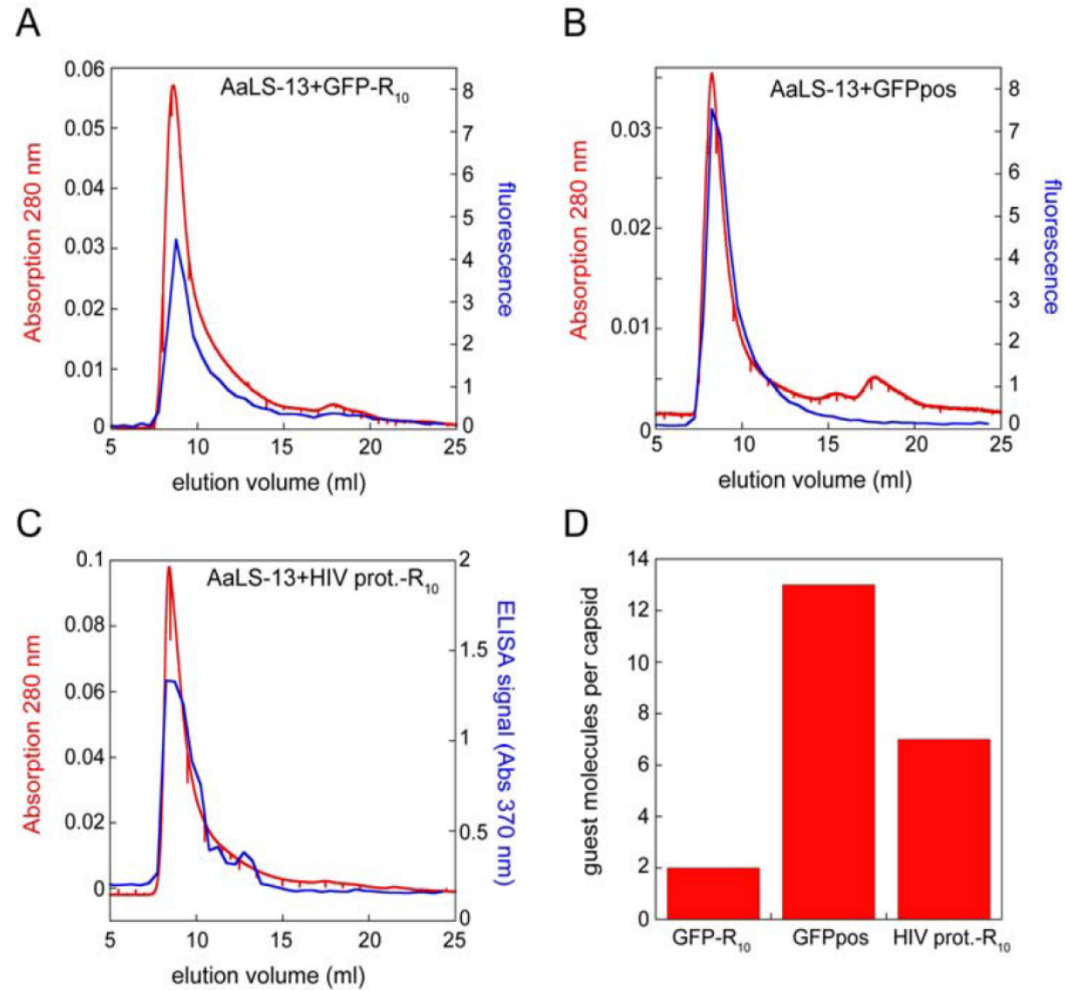 A
AaLS-13+GFP-R₁₀
Absorption 280 nm
0.06
0.05
0.04
0.03
0.02
0.01
0
8
7
6
5
4
3
2
1
0
fluorescence
5 10 15 20 25
elution volume (ml)
B
AaLS-13+GFPpos
Absorption 280 nm
0.03
0.02
0.01
0
8
7
6
5
4
3
2
1
0
fluorescence
5 10 15 20 25
elution volume (ml)
C
AaLS-13+HIV prot.-R₁₀
Absorption 280 nm
0.1
0.08
0.06
0.04
0.02
0
2
1.5
1
0.5
0
ELISA signal (Abs 370 nm)
5 10 15 20 25
elution volume (ml)
D
guest molecules per capsid
14
12
10
8
6
4
2
0
GFP-R₁₀ GFPpos HIV prot.-R₁₀